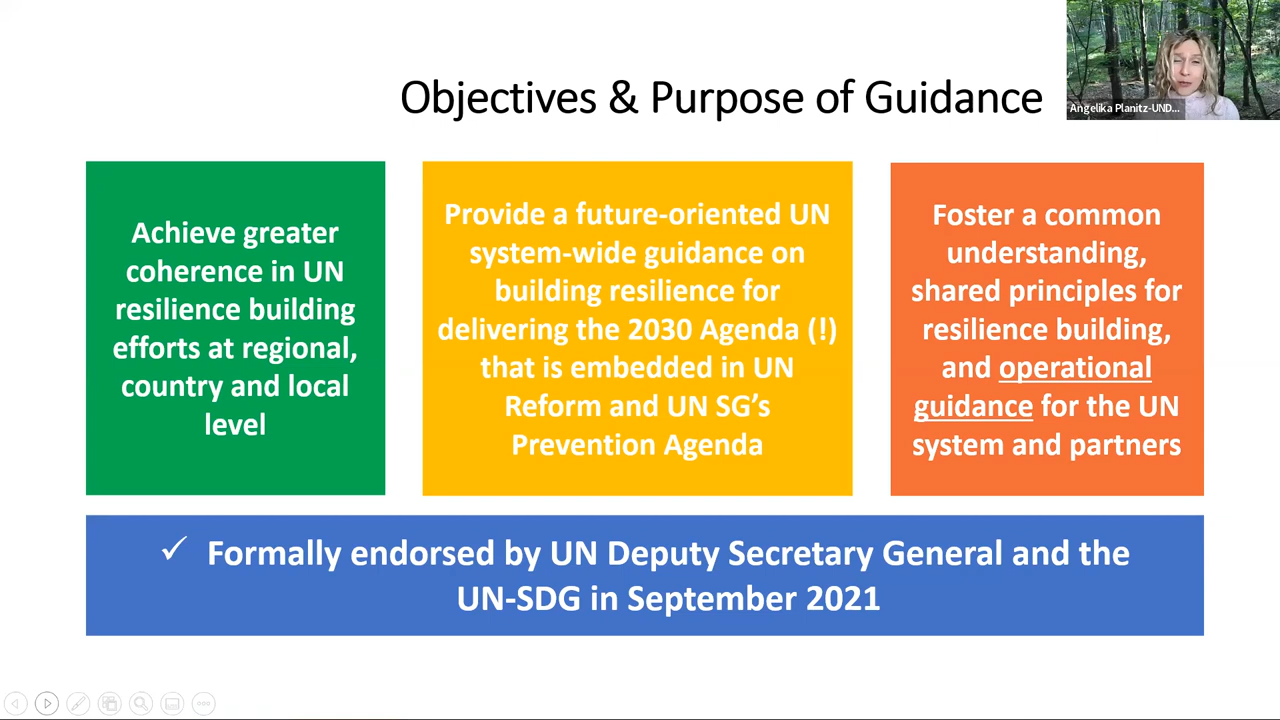 Objectives & Purpose of Guidance
Angelika Planitz-UND...
Achieve greater
coherence in UN
resilience building
efforts at regional,
country and local
level
Provide a future-oriented UN
system-wide guidance on
building resilience for
delivering the 2030 Agenda (!)
that is embedded in UN
Reform and UN SG’s
Prevention Agenda
Foster a common
understanding,
shared principles for
resilience building,
and operational
guidance for the UN
system and partners
✓ Formally endorsed by UN Deputy Secretary General and the
UN-SDG in September 2021